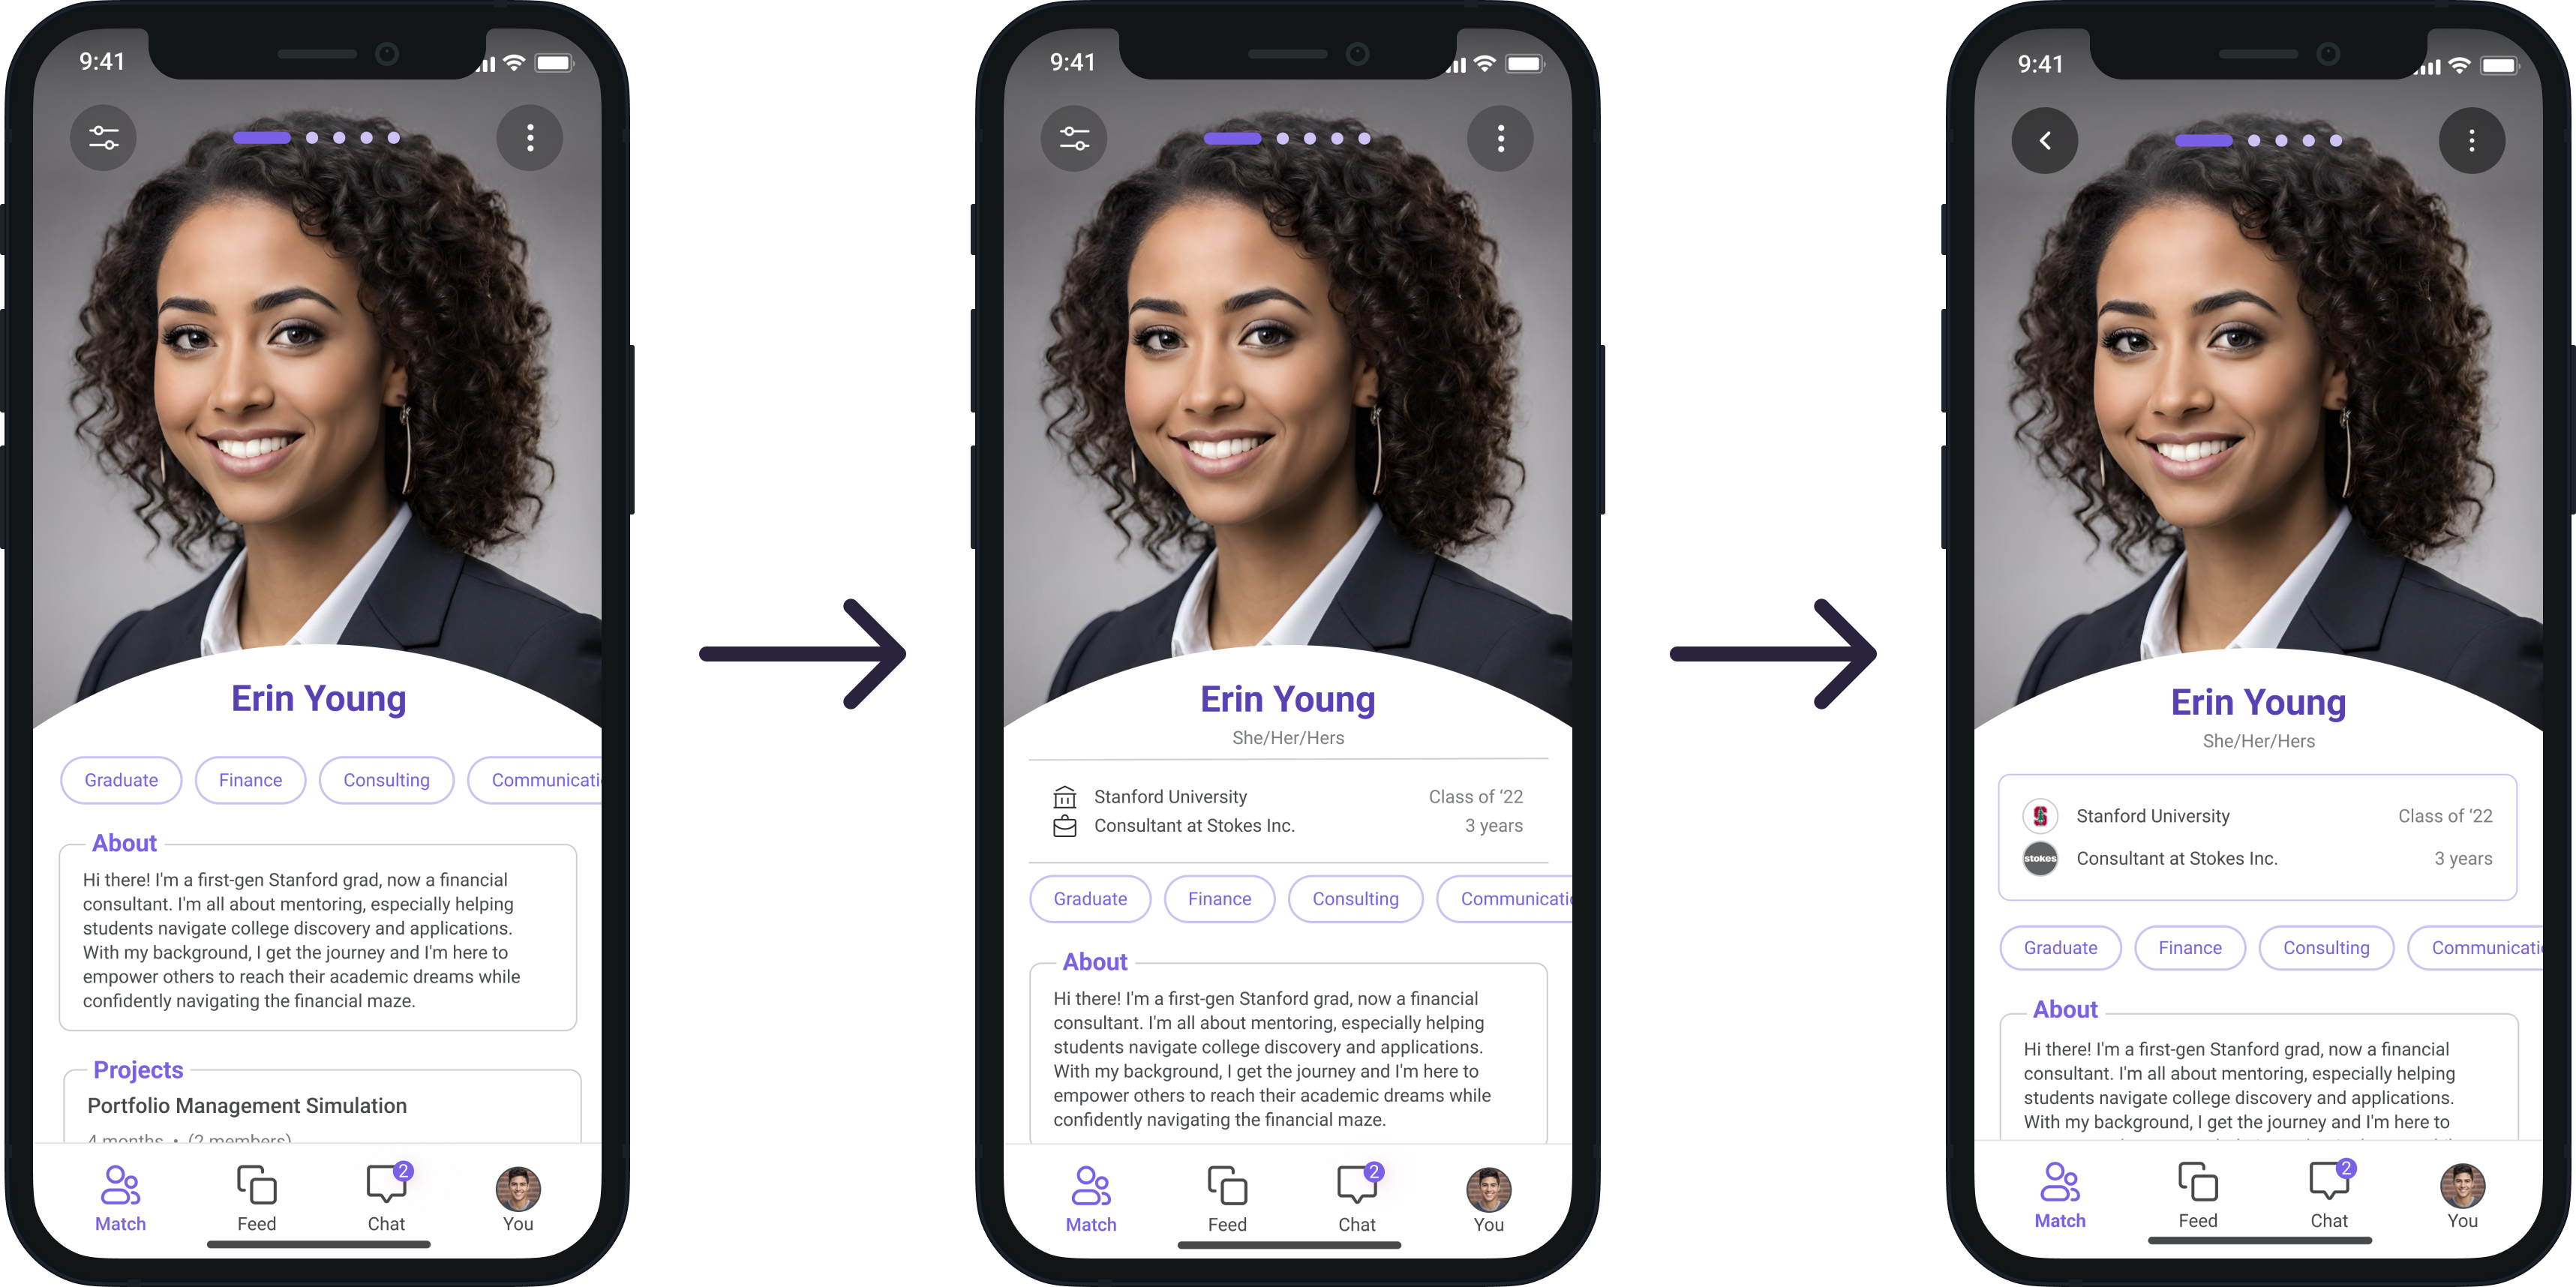 9:41
Erin Young
Graduate Finance Consulting Communicati
About
Hi there! I'm a first-gen Stanford grad, now a financial
consultant. I'm all about mentoring, especially helping
students navigate college discovery and applications.
With my background, I get the journey and I'm here to
empower others to reach their academic dreams while
confidently navigating the financial maze.
Projects
Portfolio Management Simulation
4 months • (2 members)
2
Match Feed Chat You
9:41
Erin Young
She/Her/Hers
Stanford University Class of ‘22
Consultant at Stokes Inc. 3 years
Graduate Finance Consulting Communicati
About
Hi there! I'm a first-gen Stanford grad, now a financial
consultant. I'm all about mentoring, especially helping
students navigate college discovery and applications.
With my background, I get the journey and I'm here to
empower others to reach their academic dreams while
confidently navigating the financial maze.
2
Match Feed Chat You
9:41
Erin Young
She/Her/Hers
S Stanford University Class of ‘22
stokes Consultant at Stokes Inc. 3 years
Graduate Finance Consulting Communicati
About
Hi there! I'm a first-gen Stanford grad, now a financial
consultant. I'm all about mentoring, especially helping
students navigate college discovery and applications.
With my background, I get the journey and I'm here to
2
Match Feed Chat You